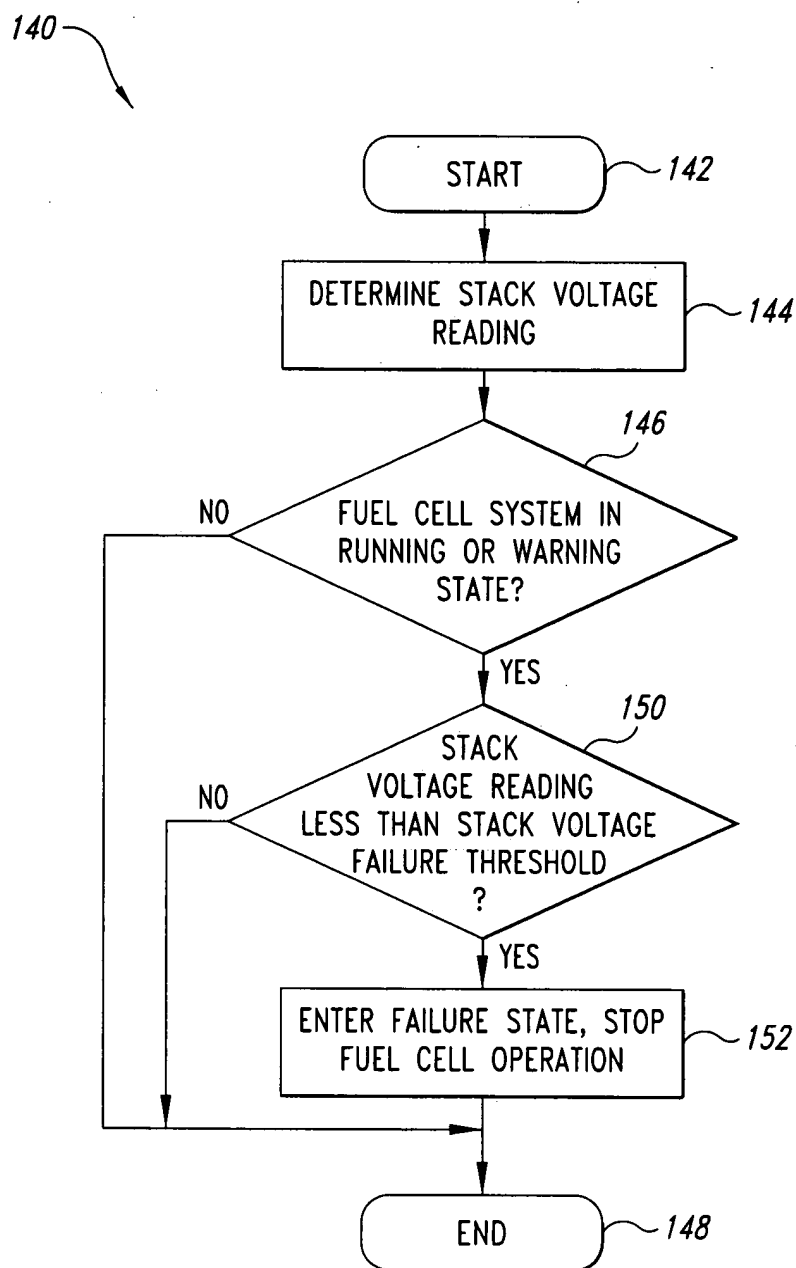 140
START
142
DETERMINE STACK VOLTAGE
READING
144
146
NO
FUEL CELL SYSTEM IN
RUNNING OR WARNING
STATE?
YES
150
NO
STACK
VOLTAGE READING
LESS THAN STACK VOLTAGE
FAILURE THRESHOLD
?
YES
ENTER FAILURE STATE, STOP
FUEL CELL OPERATION
152
END
148